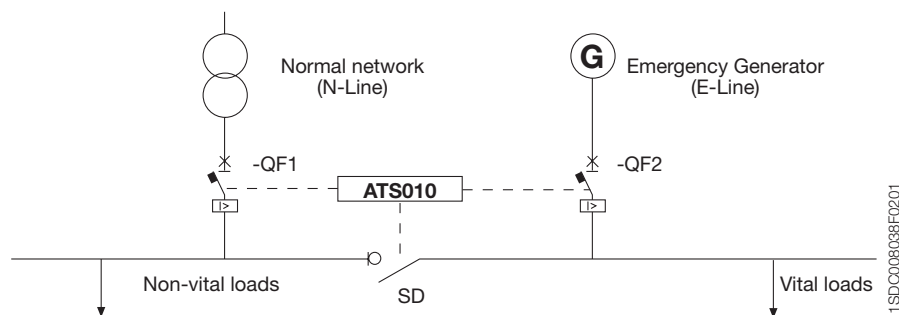 Normal network
(N-Line)
G
Emergency Generator
(E-Line)
-QF1
-QF2
ATS010
I>
I>
Non-vital loads
SD
Vital loads
1SDC008038F0201